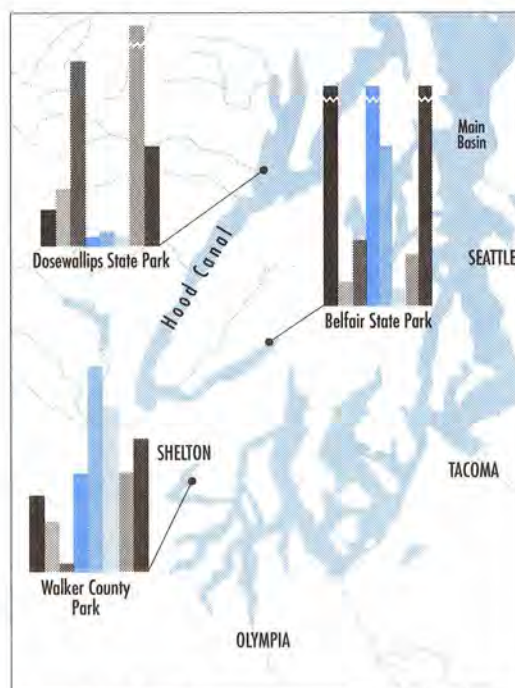 Main
Basin
Dosewallips State Park
Hood Canal
SEATTLE
Belfair State Park
SHELTON
TACOMA
Walker County
Park
OLYMPIA